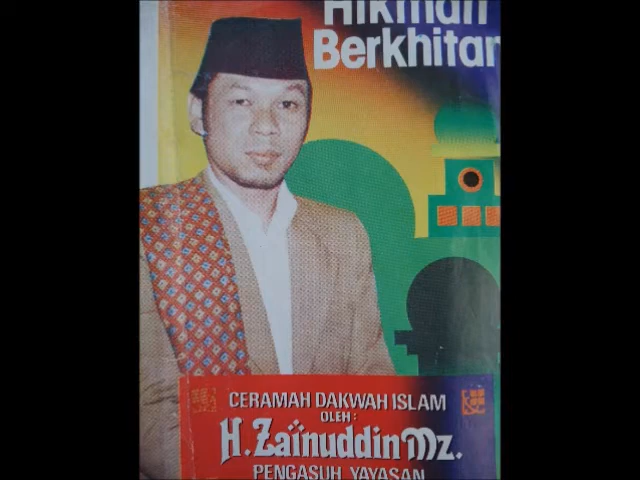 Hikmah
Berkhitan
CERAMAH DAKWAH ISLAM
OLEH:
H. Zainuddin Mz.
PENGASUH YAYASAN